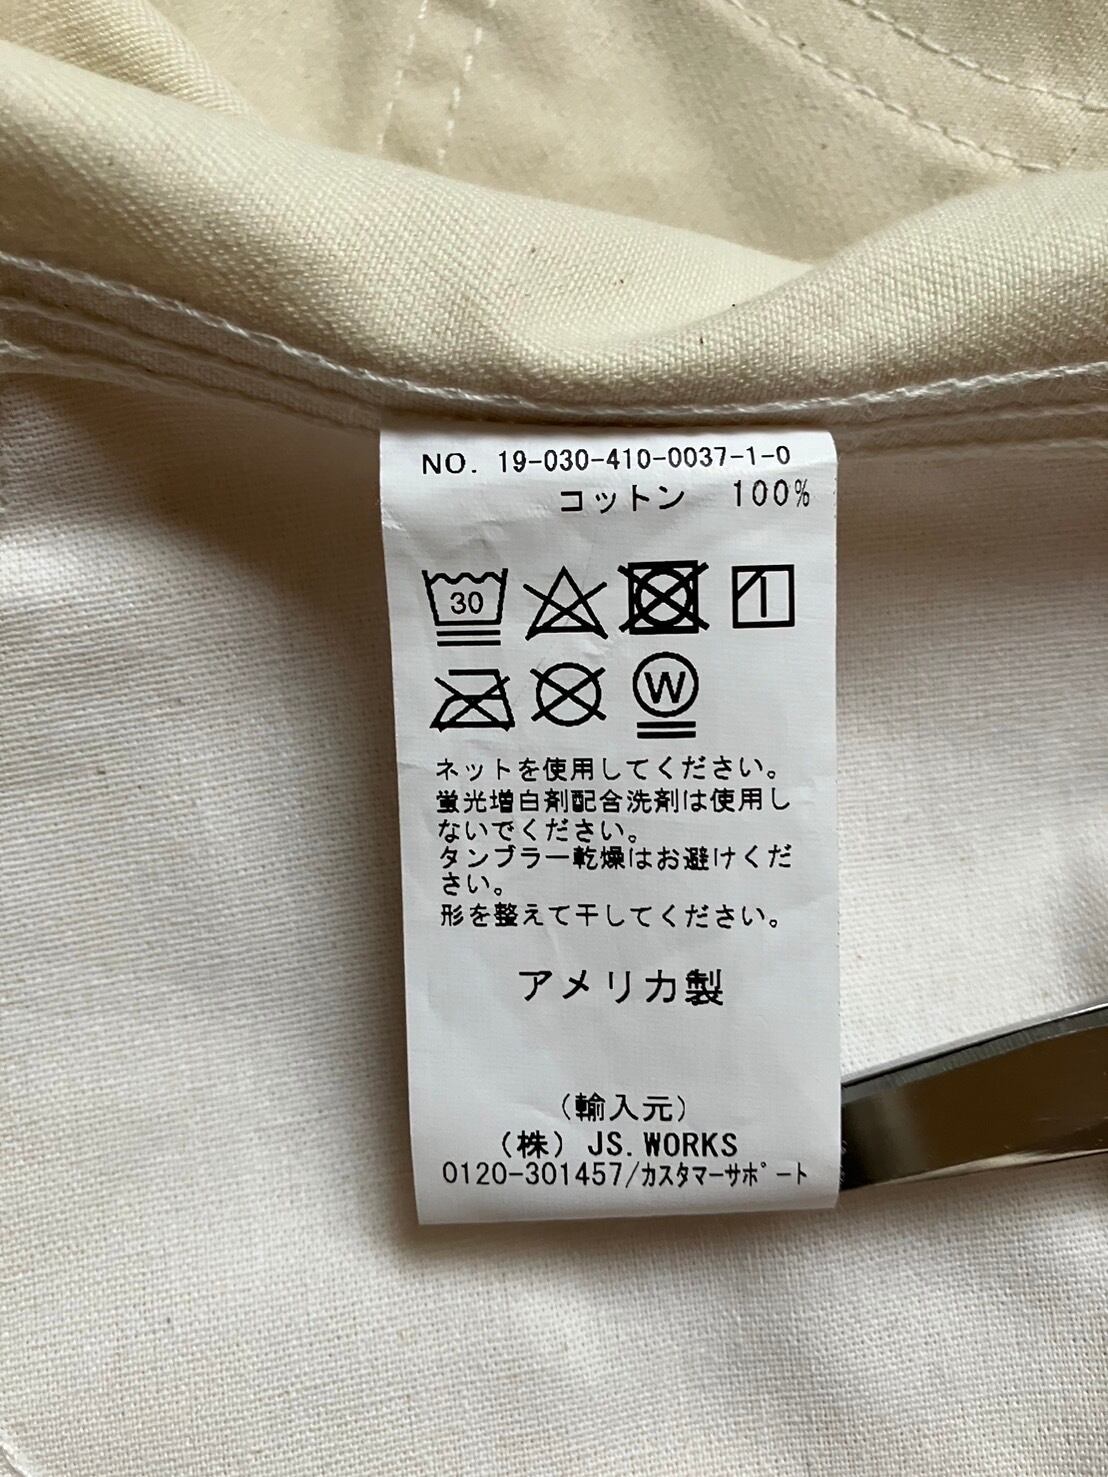 NO. 19-030-410-0037-1-0
コットン 100%
30
W
ネットを使用してください。
蛍光増白剤配合洗剤は使用し
ないでください。
タンブラー乾燥はお避けくだ
さい。
形を整えて干してください。
アメリカ製
(輸入元)
(株) JS.WORKS
0120-301457/カスタマーサポート